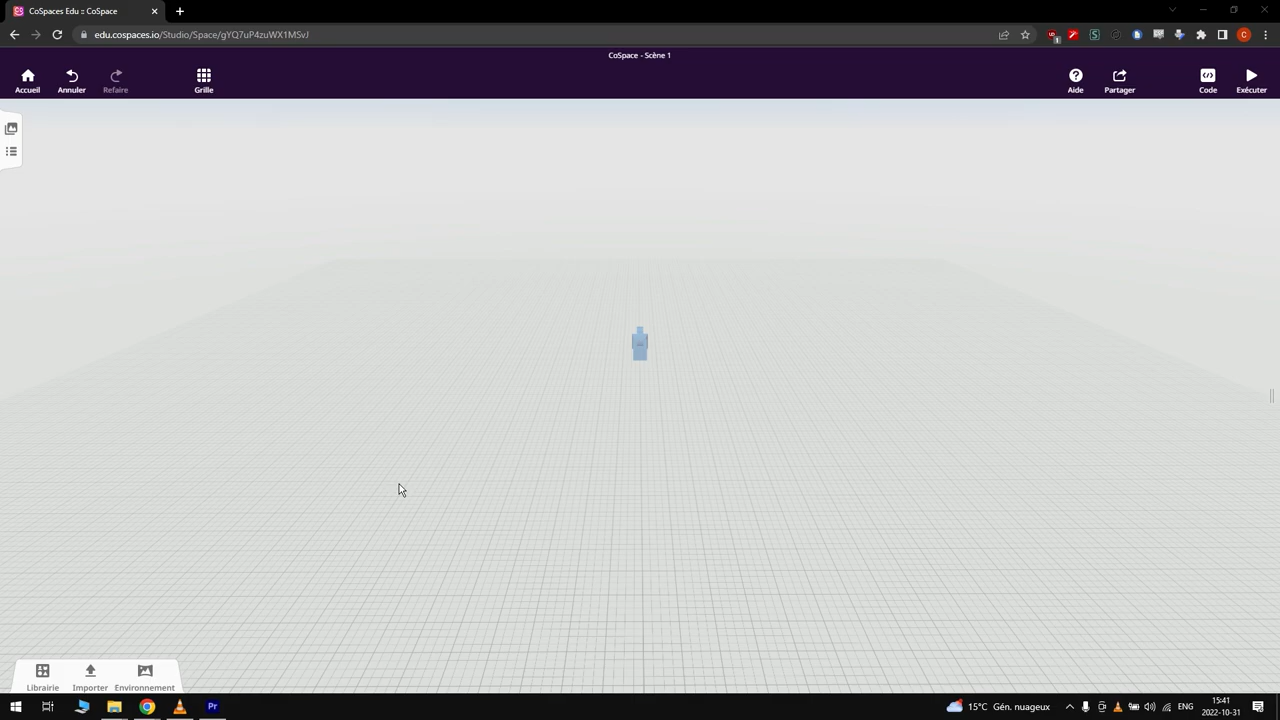 CoSpaces Edu :: CoSpace
edu.cospaces.io/Studio/Space/gYQ7uP4zuWX1MSvJ
CoSpace - Scène 1
Accueil
Annuler
Refaire
Grille
Aide
Partager
Code
Exécuter
Librairie
Importer
Environnement
15°C Gén. nuageux
ENG
15:41
2022-10-31